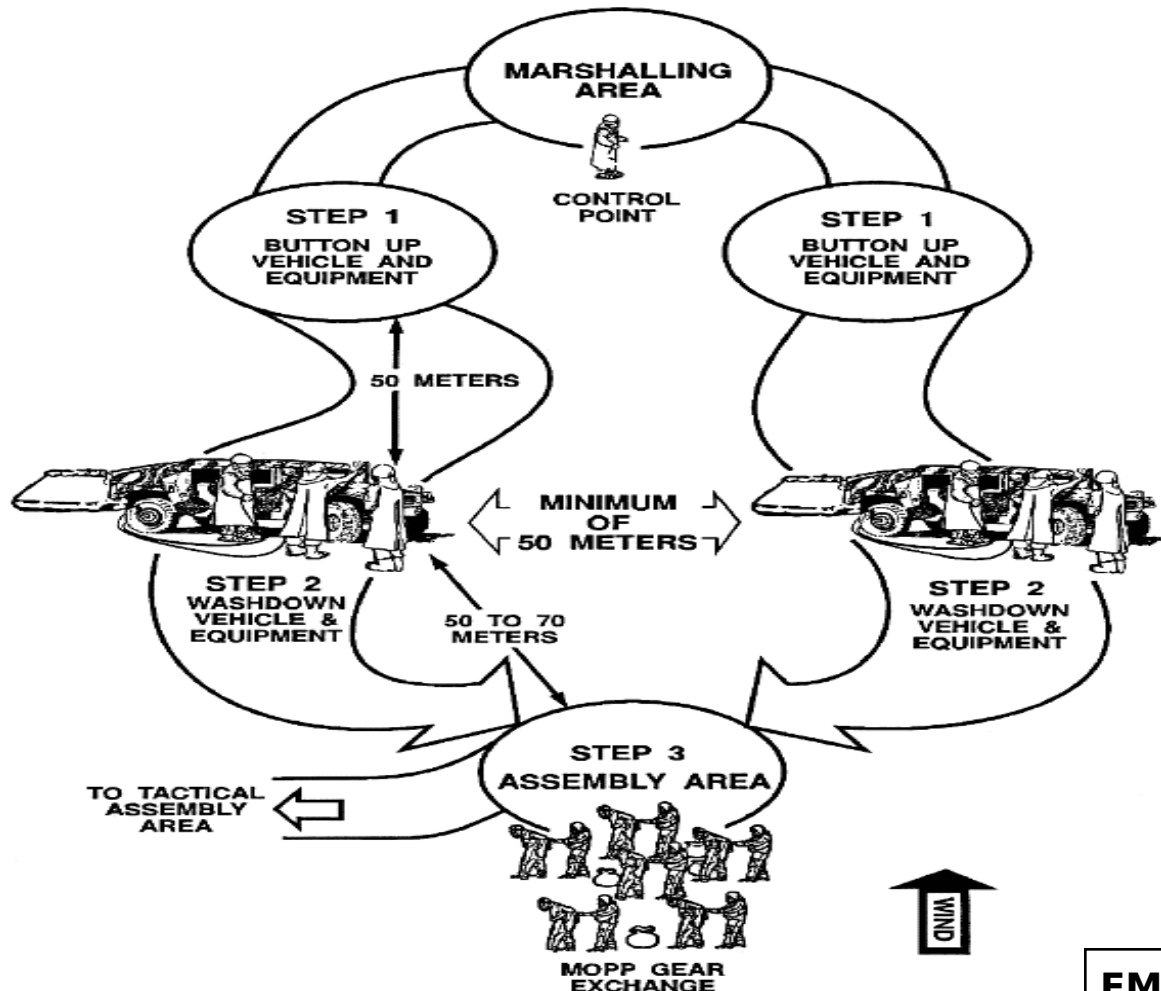 MARSHALLING
AREA
CONTROL
POINT
STEP 1
BUTTON UP
VEHICLE AND
EQUIPMENT
STEP 1
BUTTON UP
VEHICLE AND
EQUIPMENT
50 METERS
MINIMUM
OF
50 METERS
STEP 2
WASHDOWN
VEHICLE &
EQUIPMENT
50 TO 70
METERS
STEP 2
WASHDOWN
VEHICLE &
EQUIPMENT
STEP 3
ASSEMBLY AREA
TO TACTICAL
ASSEMBLY
AREA
WIND
MOPP GEAR
EXCHANGE